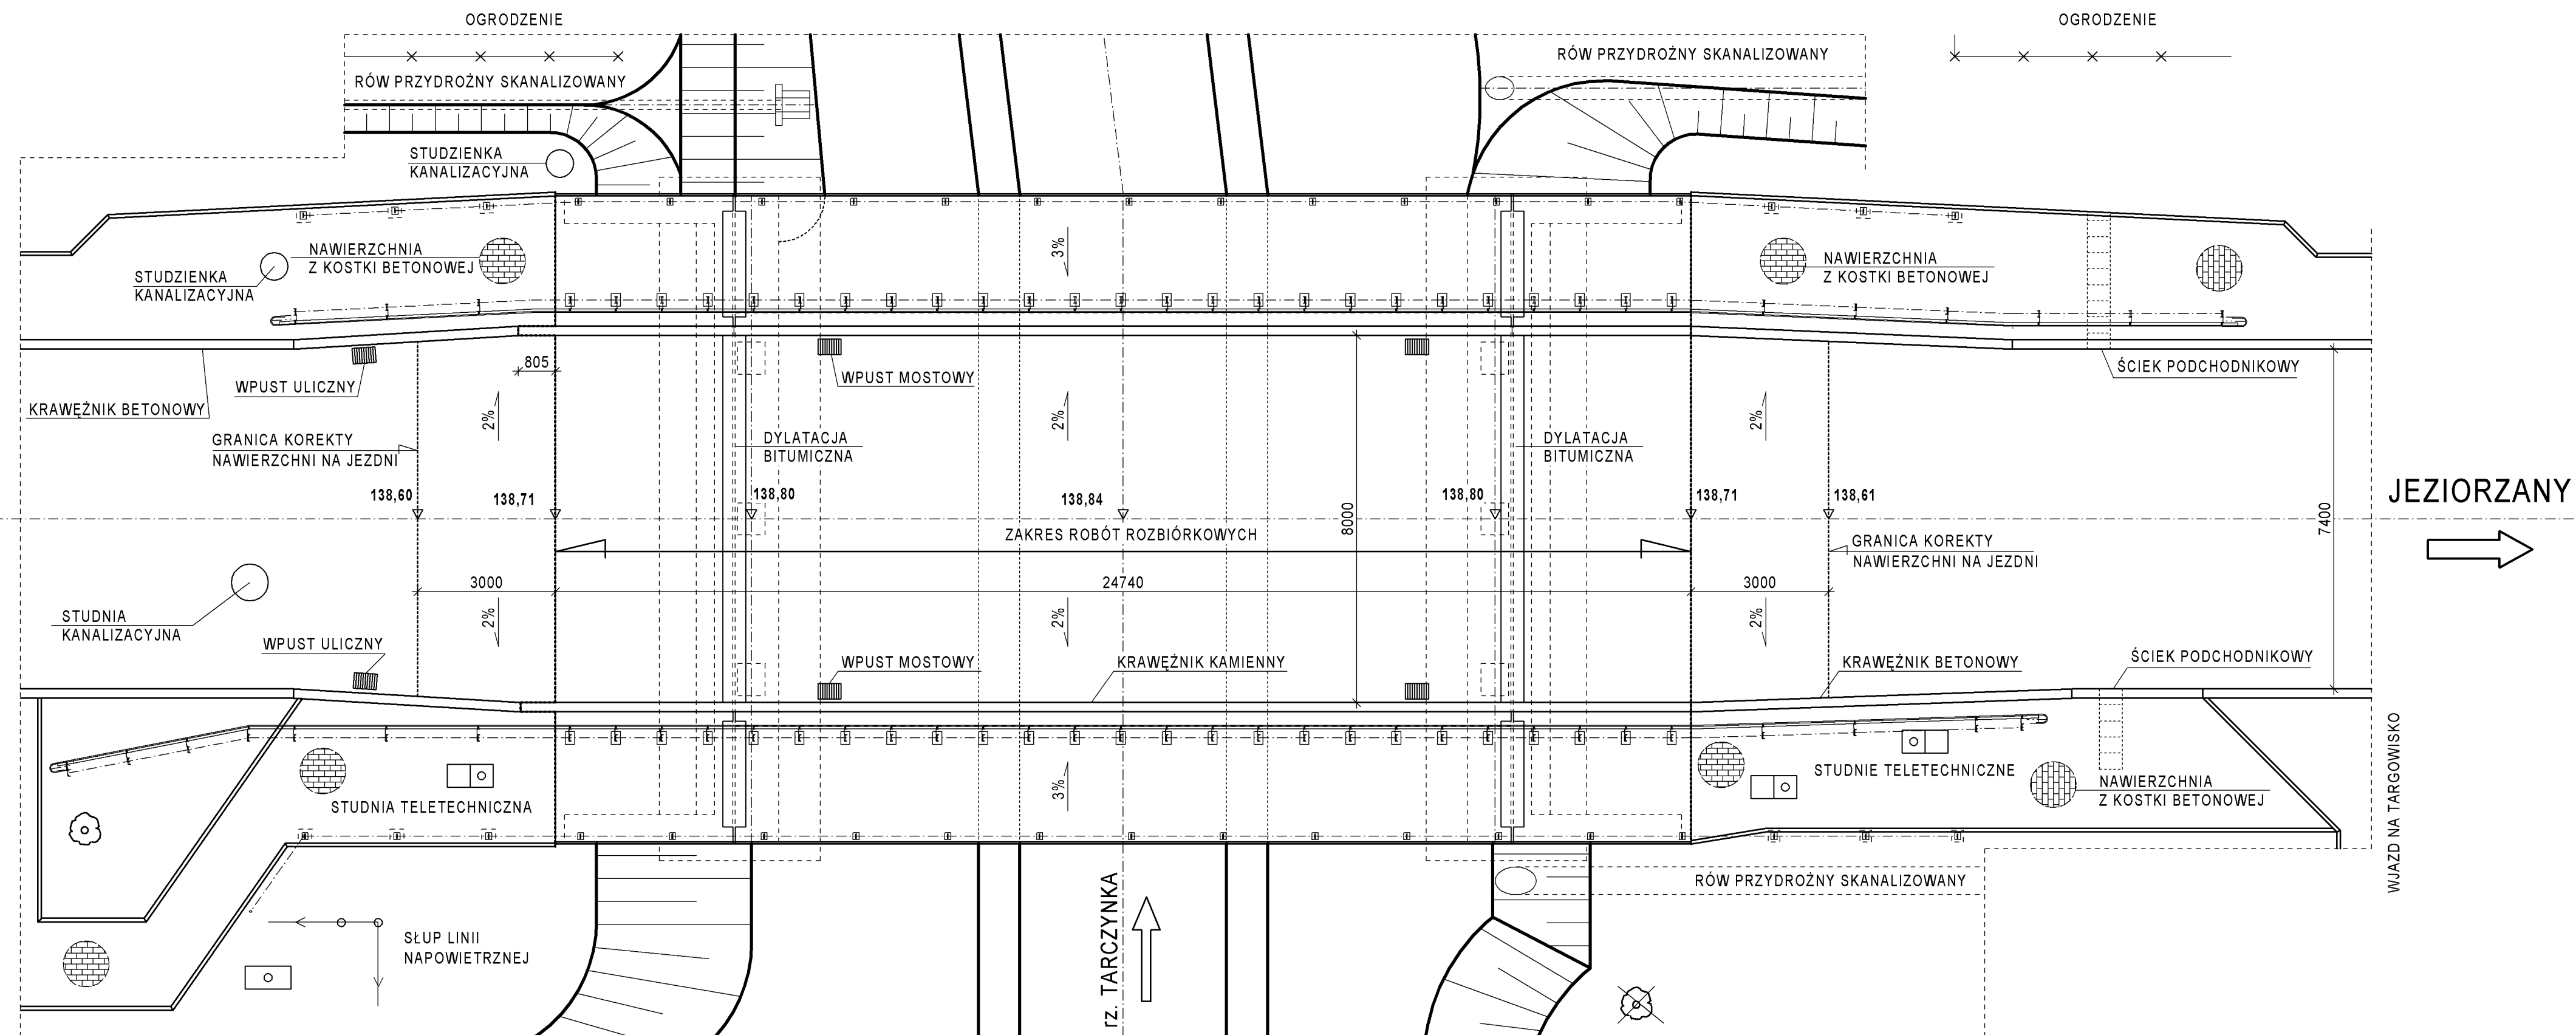 OGRODZENIE
OGRODZENIE
RÓW PRZYDROŻNY SKANALIZOWANY
RÓW PRZYDROŻNY SKANALIZOWANY
STUDZIENKA
KANALIZACYJNA
NAWIERZCHNIA
Z KOSTKI BETONOWEJ
STUDZIENKA
KANALIZACYJNA
3%
NAWIERZCHNIA
Z KOSTKI BETONOWEJ
805
WPUST ULICZNY
WPUST MOSTOWY
ŚCIEK PODCHODNIKOWY
KRAWĘŻNIK BETONOWY
2%
2%
2%
GRANICA KOREKTY
NAWIERZCHNI NA JEZDNI
DYLATACJA
BITUMICZNA
DYLATACJA
BITUMICZNA
138,60
138,71
138,80
138,84
138,80
138,71
138,61
JEZIORZANY
8000
7400
ZAKRES ROBÓT ROZBIÓRKOWYCH
GRANICA KOREKTY
NAWIERZCHNI NA JEZDNI
3000
24740
3000
STUDNIA
KANALIZACYJNA
2%
2%
2%
WPUST ULICZNY
WPUST MOSTOWY
KRAWĘŻNIK KAMIENNY
KRAWĘŻNIK BETONOWY
ŚCIEK PODCHODNIKOWY
STUDNIA TELETECHNICZNA
3%
STUDNIE TELETECHNICZNE
NAWIERZCHNIA
Z KOSTKI BETONOWEJ
WJAZD NA TARGOWISKO
RÓW PRZYDROŻNY SKANALIZOWANY
SŁUP LINII
NAPOWIETRZNEJ
rz. TARCZYNKA